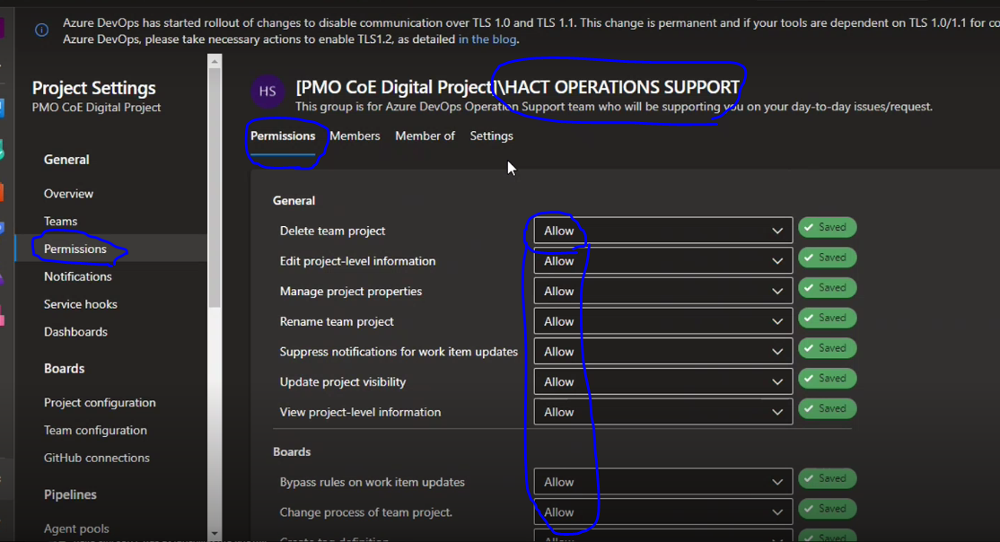 Azure DevOps has started rollout of changes to disable communication over TLS 1.0 and TLS 1.1. This change is permanent and if your tools are dependent on TLS 1.0/1.1 for co
Azure DevOps, please take necessary actions to enable TLS1.2, as detailed in the blog.
Project Settings
PMO CoE Digital Project
HS
[PMO CoE Digital Project]\HACT OPERATIONS SUPPORT
This group is for Azure DevOps Operation Support team who will be supporting you on your day-to-day issues/request.
Permissions Members Member of Settings
General
Overview
Teams
Permissions
Notifications
Service hooks
Dashboards
Boards
Project configuration
Team configuration
GitHub connections
Pipelines
Agent pools
General
Delete team project Allow Saved
Edit project-level information Allow Saved
Manage project properties Allow Saved
Rename team project Allow Saved
Suppress notifications for work item updates Allow Saved
Update project visibility Allow Saved
View project-level information Allow Saved
Boards
Bypass rules on work item updates Allow Saved
Change process of team project. Allow Saved
Create tag definition Allow Saved